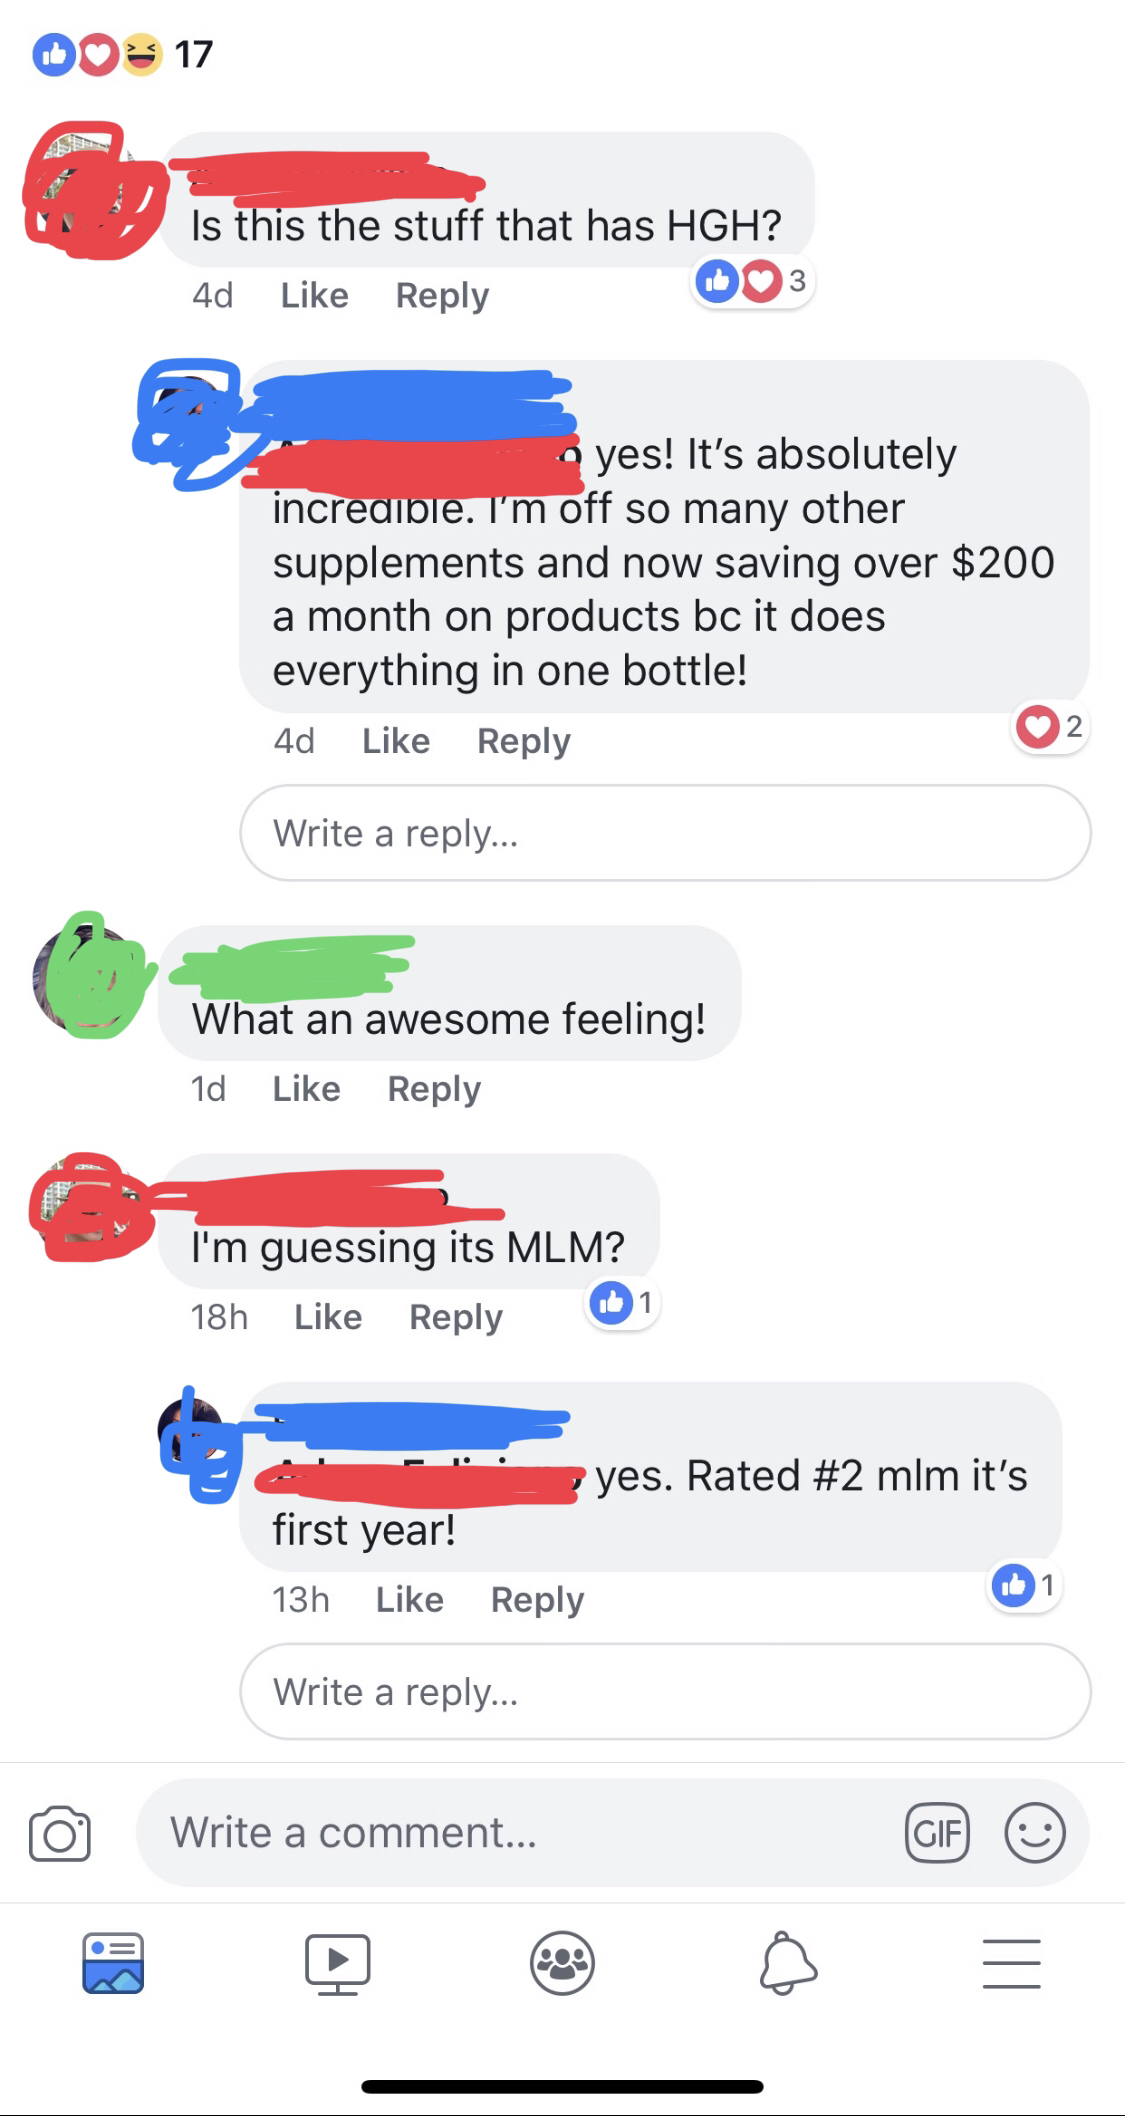 17
Is this the stuff that has HGH?
4d Like Reply 3
yes! It’s absolutely
incredible. I’m off so many other
supplements and now saving over $200
a month on products bc it does
everything in one bottle!
4d Like Reply 2
Write a reply...
What an awesome feeling!
1d Like Reply
I'm guessing its MLM?
18h Like Reply 1
yes. Rated #2 mlm it’s
first year!
13h Like Reply 1
Write a reply...
Write a comment...
GIF